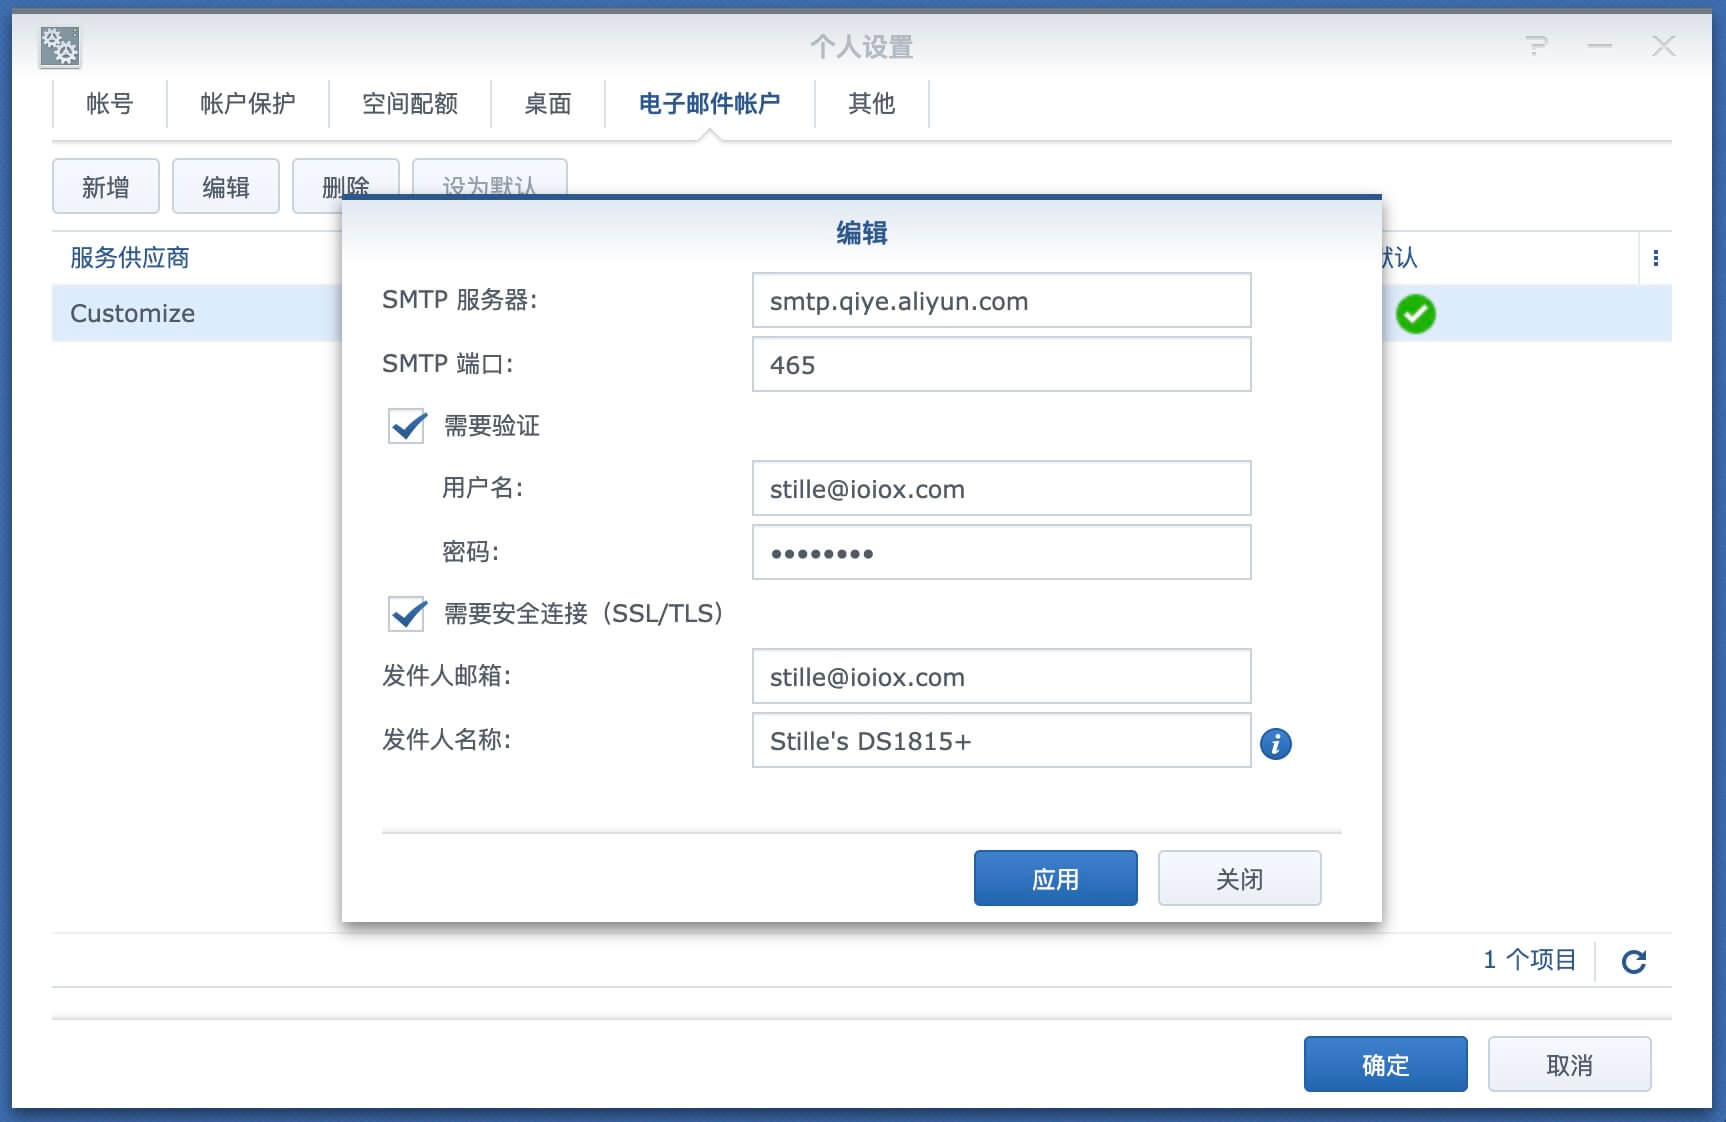 个人设置
帐号 帐户保护 空间配额 桌面 电子邮件帐户 其他
新增 编辑 删除 设为默认
服务供应商 默认
Customize
编辑
SMTP 服务器: smtp.qiye.aliyun.com
SMTP 端口: 465
需要验证
用户名: stille@ioiox.com
密码: ••••••••
需要安全连接（SSL/TLS）
发件人邮箱: stille@ioiox.com
发件人名称: Stille's DS1815+
应用 关闭
1 个项目
确定 取消